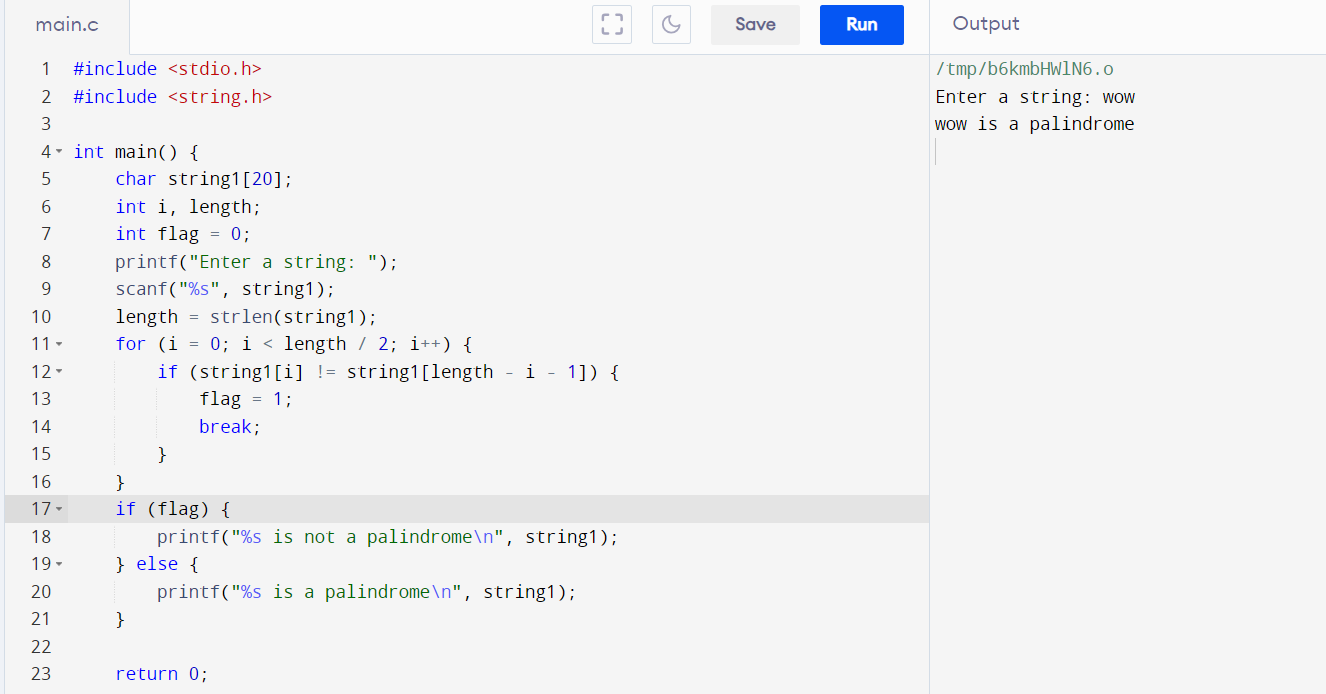 main.c
Save
Run
Output
1 #include <stdio.h>
2 #include <string.h>
3
4 int main() {
5     char string1[20];
6     int i, length;
7     int flag = 0;
8     printf("Enter a string: ");
9     scanf("%s", string1);
10     length = strlen(string1);
11     for (i = 0; i < length / 2; i++) {
12         if (string1[i] != string1[length - i - 1]) {
13             flag = 1;
14             break;
15         }
16     }
17     if (flag) {
18         printf("%s is not a palindrome\n", string1);
19     } else {
20         printf("%s is a palindrome\n", string1);
21     }
22
23     return 0;
/tmp/b6kmbHWlN6.o
Enter a string: wow
wow is a palindrome